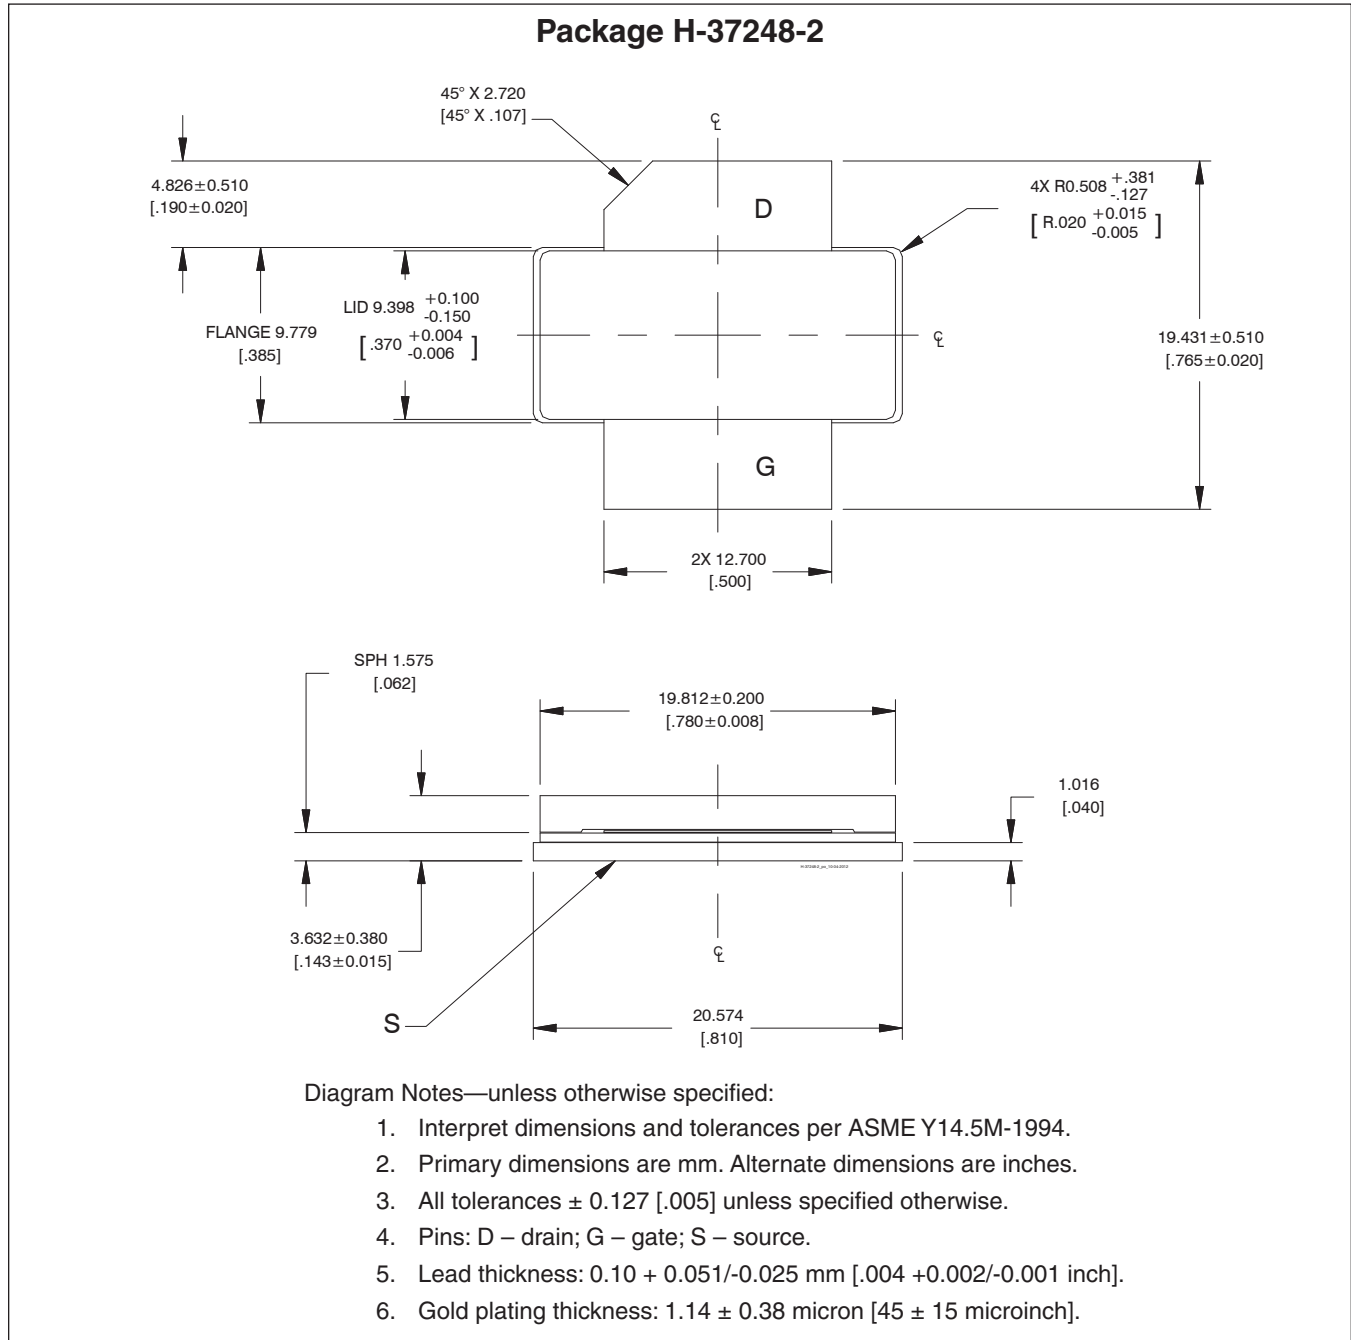 Package H-37248-2
45° X 2.720
[45° X .107]
℄
4.826±0.510
[.190±0.020]
D
4X R0.508 +.381
-.127
[ R.020 +0.015
-0.005 ]
LID 9.398 +0.100
-0.150
[ .370 +0.004
-0.006 ]
FLANGE 9.779
[.385]
℄
19.431±0.510
[.765±0.020]
G
2X 12.700
[.500]
SPH 1.575
[.062]
19.812±0.200
[.780±0.008]
1.016
[.040]
3.632±0.380
[.143±0.015]
℄
S
20.574
[.810]
Diagram Notes—unless otherwise specified:
1. Interpret dimensions and tolerances per ASME Y14.5M-1994.
2. Primary dimensions are mm. Alternate dimensions are inches.
3. All tolerances ± 0.127 [.005] unless specified otherwise.
4. Pins: D – drain; G – gate; S – source.
5. Lead thickness: 0.10 + 0.051/-0.025 mm [.004 +0.002/-0.001 inch].
6. Gold plating thickness: 1.14 ± 0.38 micron [45 ± 15 microinch].